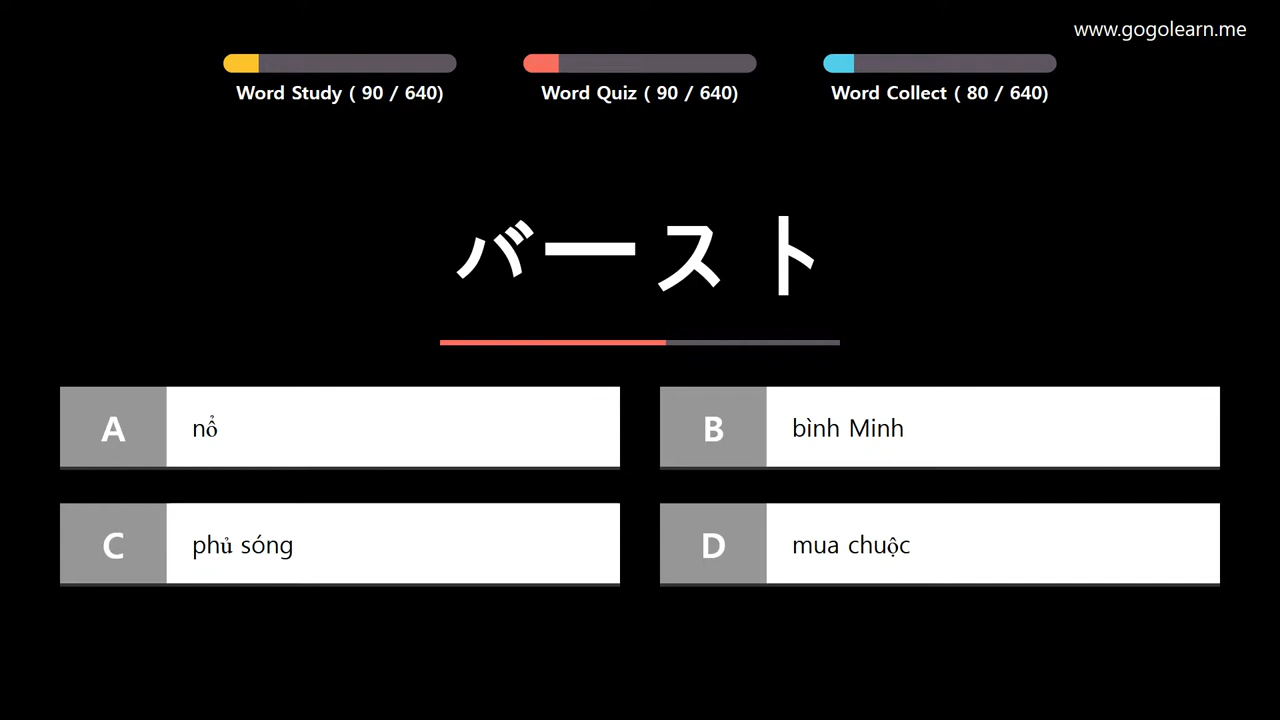 www.gogolearn.me
Word Study ( 90 / 640)
Word Quiz ( 90 / 640)
Word Collect ( 80 / 640)
バースト
A nổ
B bình Minh
C phủ sóng
D mua chuộc